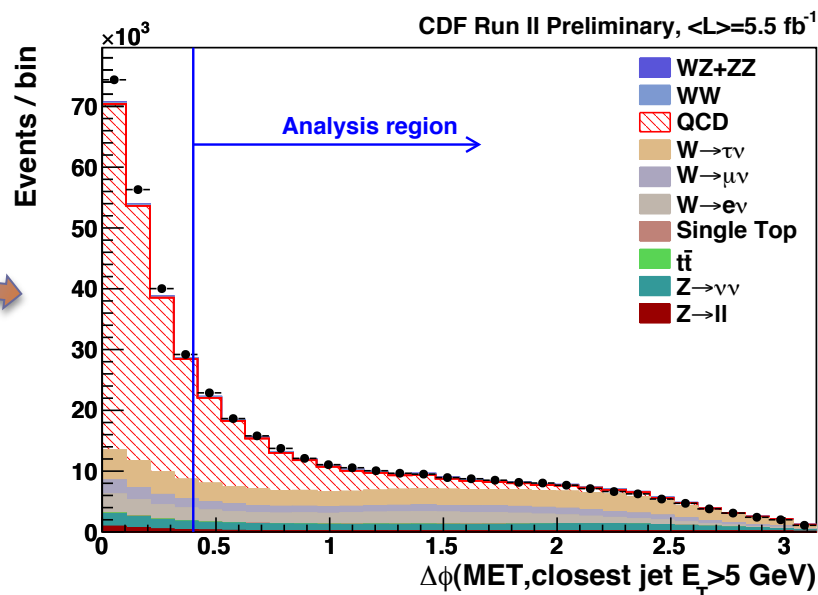 CDF Run II Preliminary, <L>=5.5 fb⁻¹
×10³
Events / bin
70
60
50
40
30
20
10
0
Analysis region
WZ+ZZ
WW
QCD
W→τν
W→μν
W→eν
Single Top
tt̄
Z→νν
Z→ll
0
0.5
1
1.5
2
2.5
3
Δϕ(MET,closest jet E_T>5 GeV)